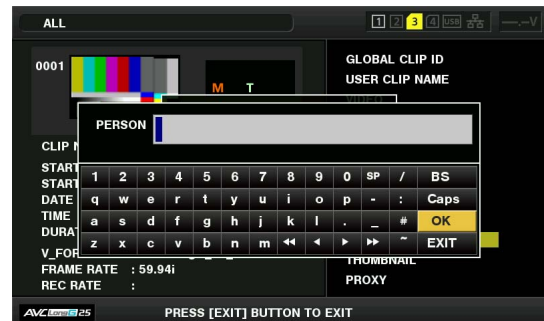 ALL
1 2 3 4 USB ---.--V
0001
M T
GLOBAL CLIP ID
USER CLIP NAME
VIDEO
PERSON
CLIP
START
START
DATE
TIME
1 2 3 4 5 6 7 8 9 0 SP / BS
q w e r t y u i o p - : Caps
a s d f g h j k l . _ # OK
z x c v b n m ◀◀ ◀ ▶ ▶▶ ~ EXIT
THUMBNAIL
FRAME RATE : 59.94i
REC RATE :
PROXY
AVC LongG 25
PRESS [EXIT] BUTTON TO EXIT